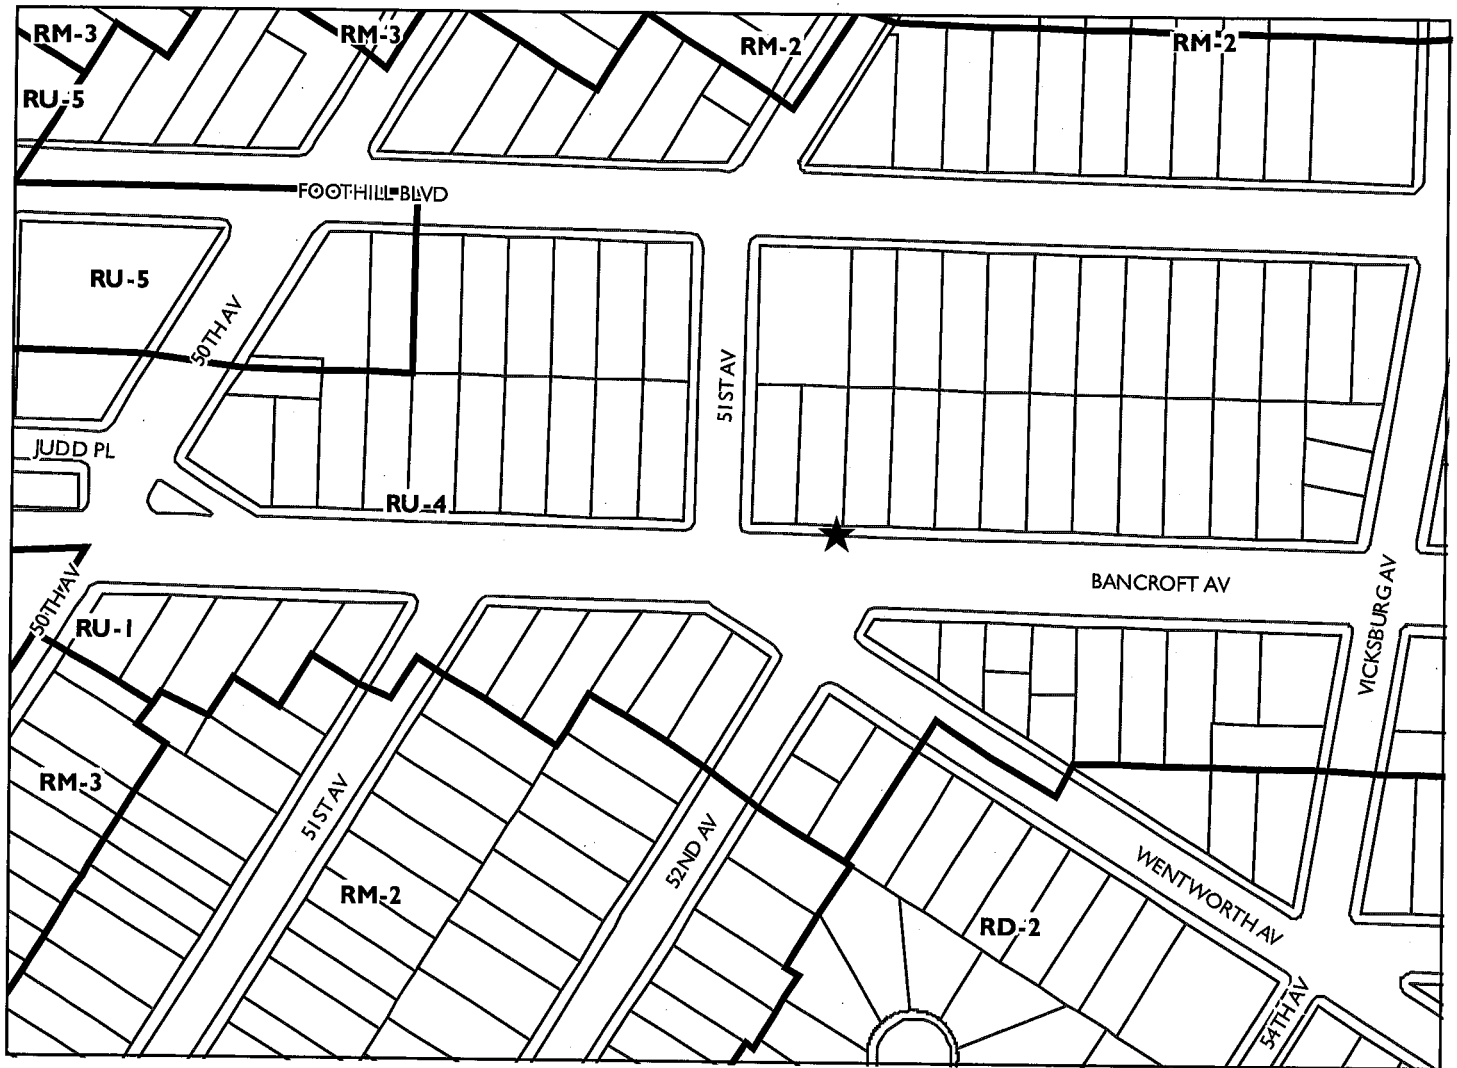 RM-3
RM-3
RM-2
RM-2
RU-5
FOOTHILL BLVD
RU-5
50TH AV
51ST AV
JUDD PL
RU-4
BANCROFT AV
50TH AV
RU-1
VICKSBURG AV
RM-3
51ST AV
52ND AV
RM-2
WENTWORTH AV
RD-2
54TH AV